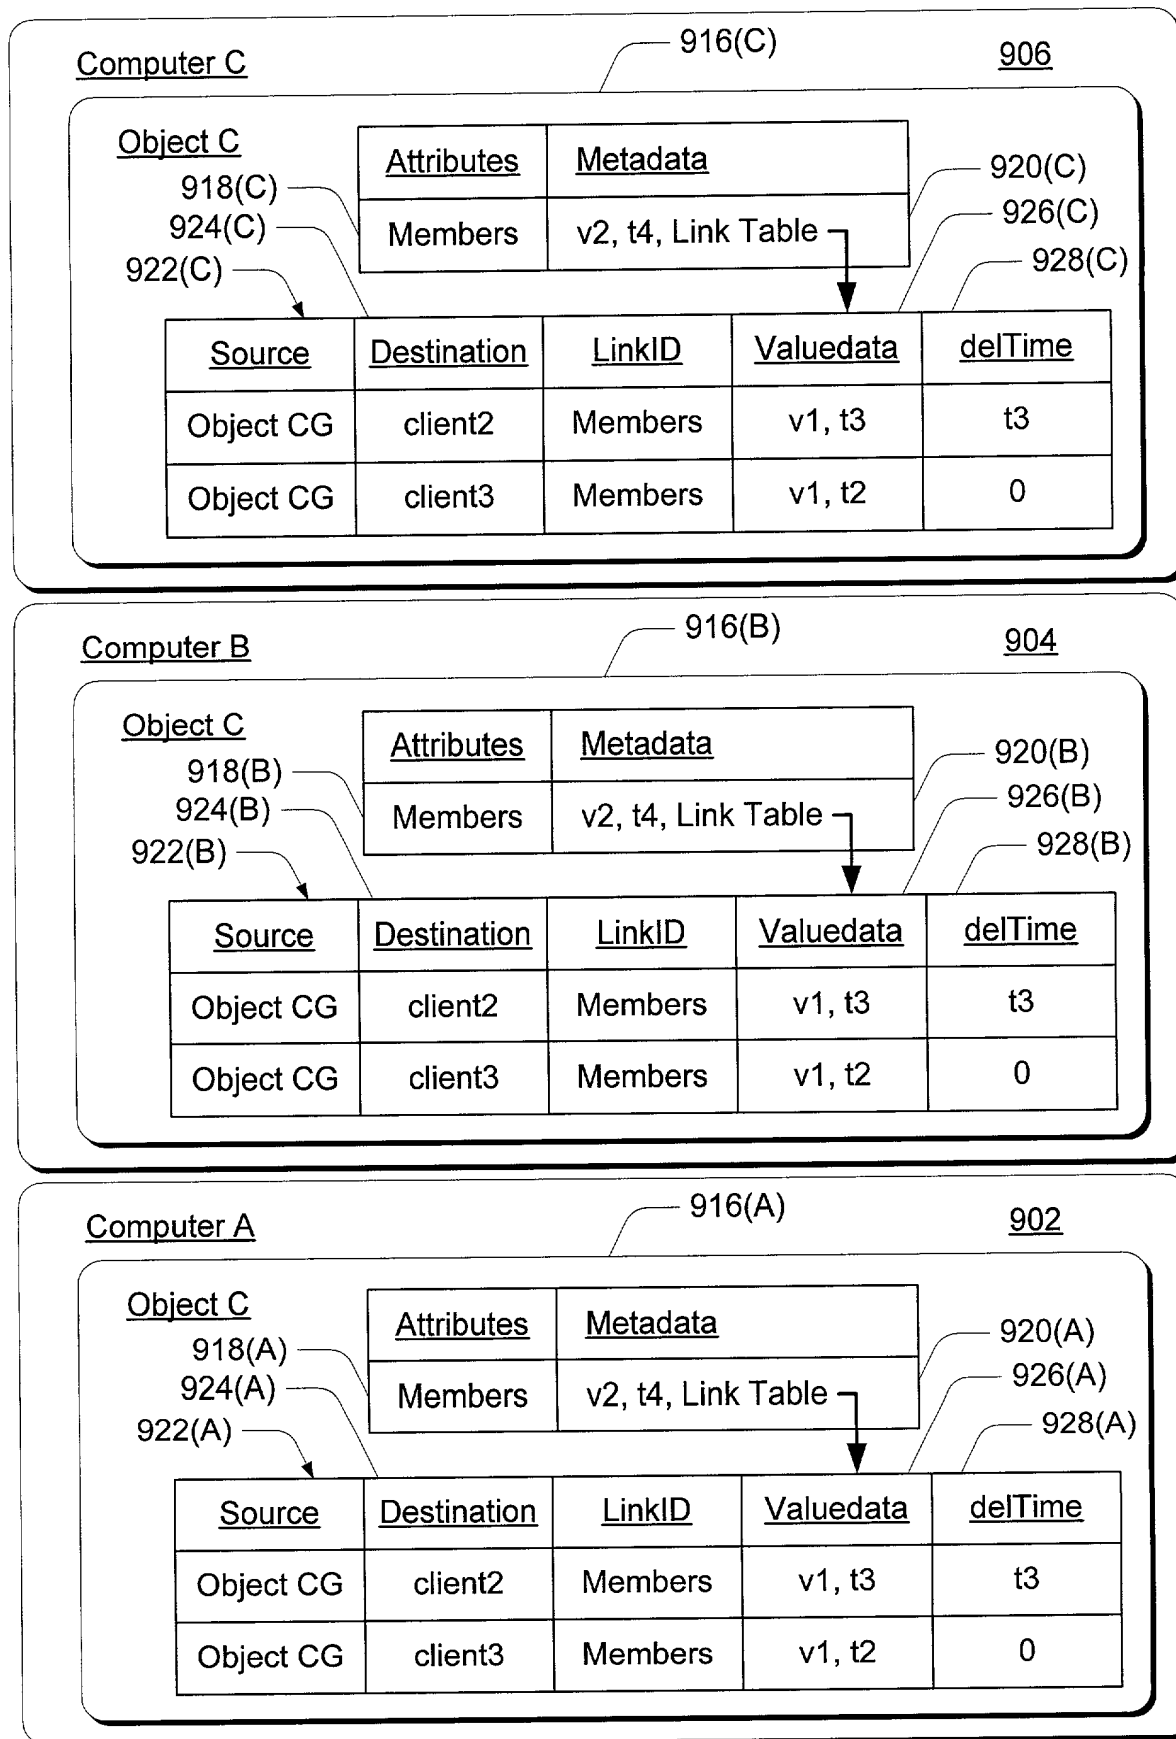 916(C)
Computer C 906
Object C
Attributes Metadata
918(C) 920(C)
924(C) Members v2, t4, Link Table 926(C)
922(C) 928(C)
Source Destination LinkID Valuedata delTime
Object CG client2 Members v1, t3 t3
Object CG client3 Members v1, t2 0
916(B)
Computer B 904
Object C
Attributes Metadata
918(B) 920(B)
924(B) Members v2, t4, Link Table 926(B)
922(B) 928(B)
Source Destination LinkID Valuedata delTime
Object CG client2 Members v1, t3 t3
Object CG client3 Members v1, t2 0
916(A)
Computer A 902
Object C
Attributes Metadata
918(A) 920(A)
924(A) Members v2, t4, Link Table 926(A)
922(A) 928(A)
Source Destination LinkID Valuedata delTime
Object CG client2 Members v1, t3 t3
Object CG client3 Members v1, t2 0